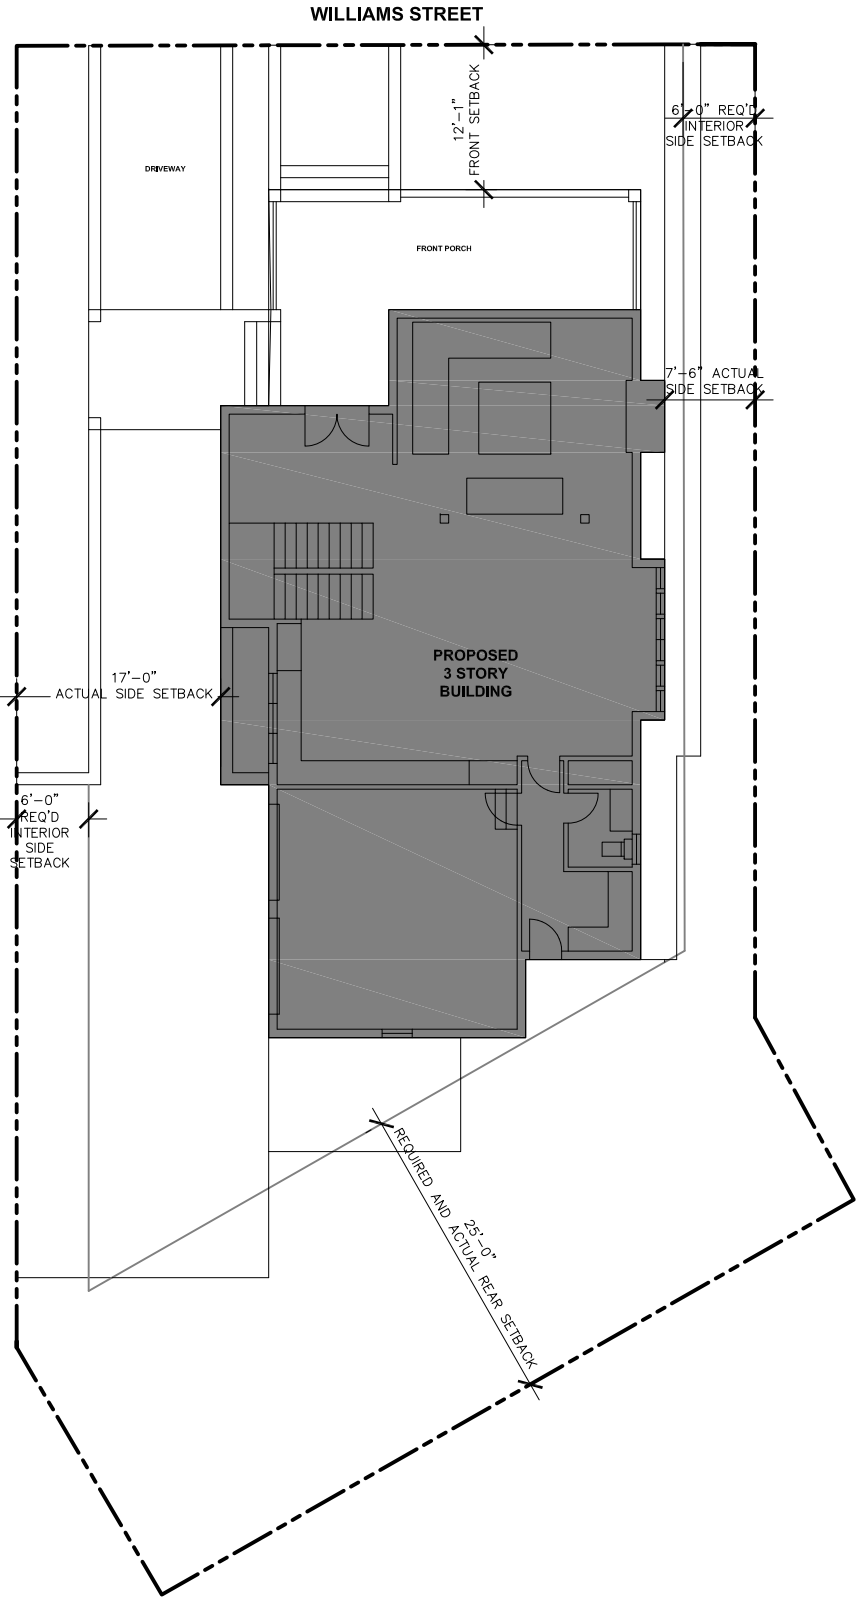 WILLIAMS STREET
12'-1"
FRONT SETBACK
6'-0" REQ'D
INTERIOR
SIDE SETBACK
DRIVEWAY
FRONT PORCH
7'-6" ACTUAL
SIDE SETBACK
PROPOSED
3 STORY
BUILDING
17'-0"
ACTUAL SIDE SETBACK
6'-0"
REQ'D
INTERIOR
SIDE
SETBACK
25'-0"
REQUIRED AND ACTUAL REAR SETBACK